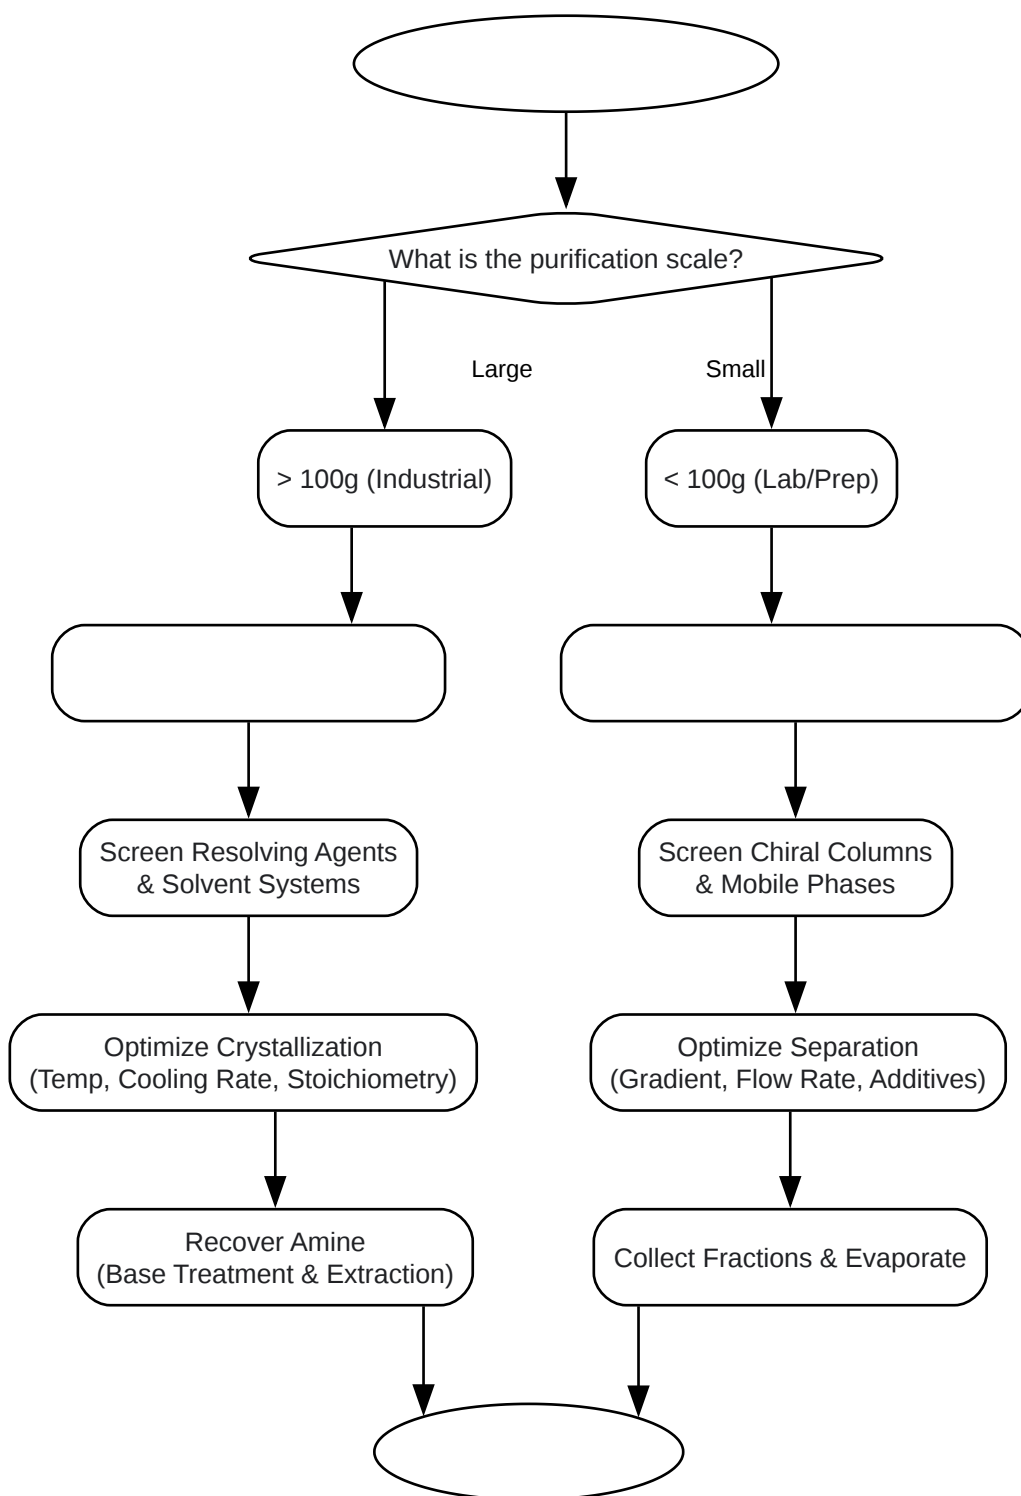 What is the purification scale?
Large
Small
> 100g (Industrial)
< 100g (Lab/Prep)
Screen Resolving Agents
& Solvent Systems
Screen Chiral Columns
& Mobile Phases
Optimize Crystallization
(Temp, Cooling Rate, Stoichiometry)
Optimize Separation
(Gradient, Flow Rate, Additives)
Recover Amine
(Base Treatment & Extraction)
Collect Fractions & Evaporate